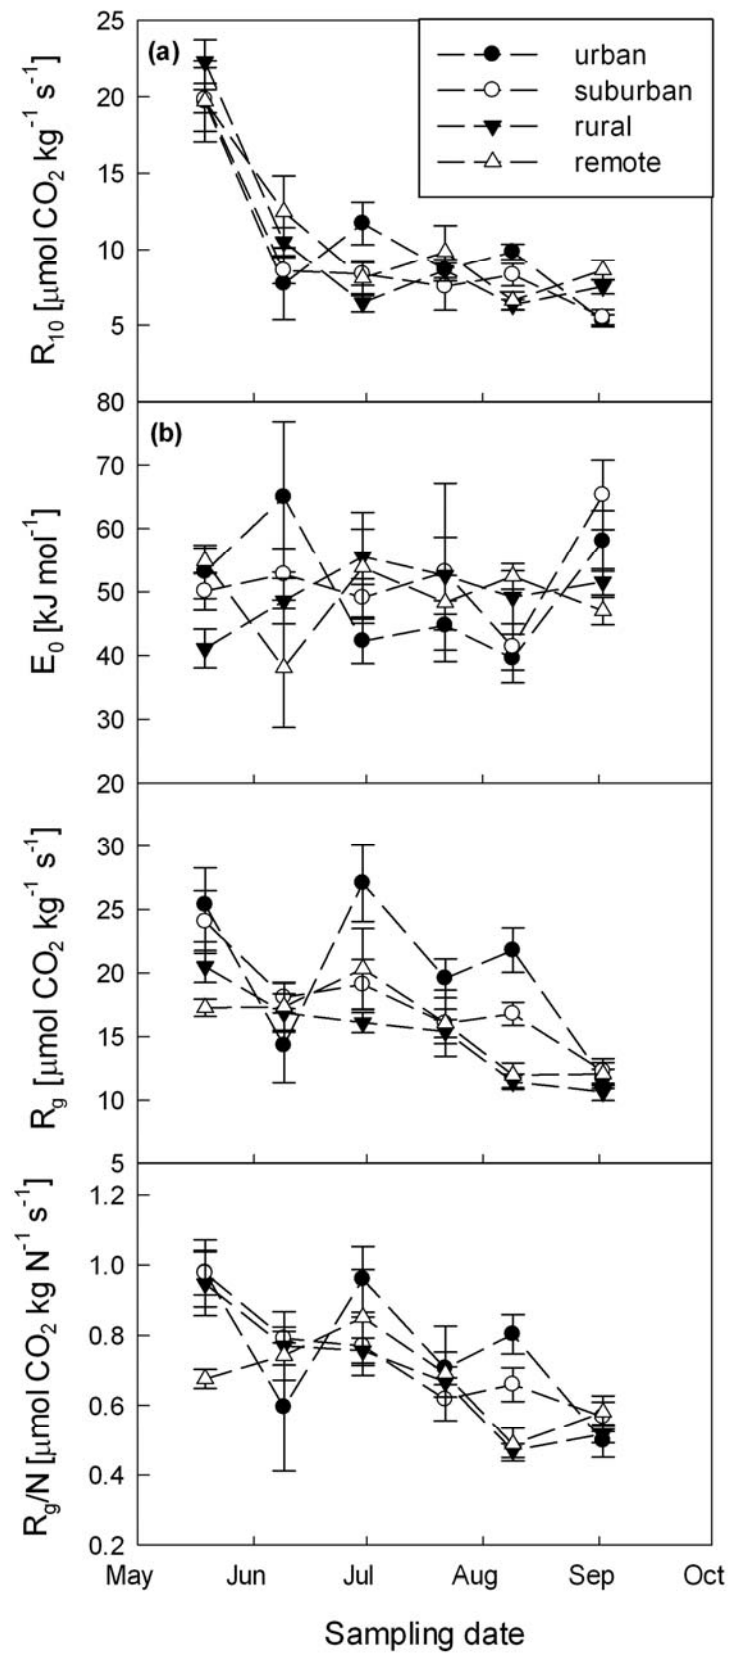 25
(a)
urban
suburban
rural
remote
20
15
10
5
R10 [μmol CO2 kg-1 s-1]
80
(b)
70
60
50
40
30
E0 [kJ mol-1]
20
30
25
20
15
10
Rg [μmol CO2 kg-1 s-1]
5
1.2
1.0
0.8
0.6
0.4
0.2
Rg/N [μmol CO2 kg N-1 s-1]
May Jun Jul Aug Sep Oct
Sampling date